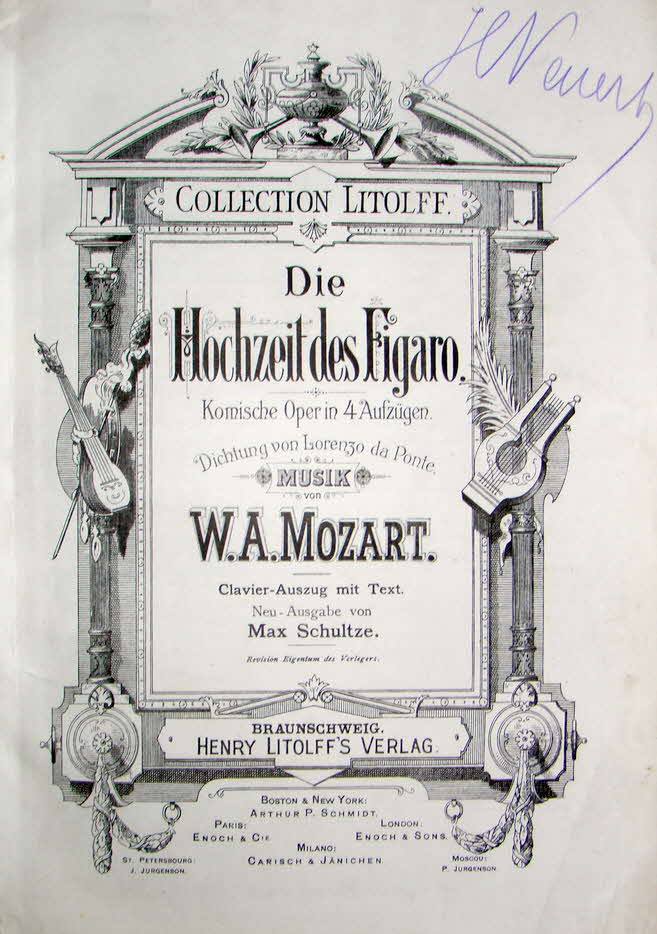 COLLECTION LITOLFF.
Die
Hochzeit des Figaro.
Komische Oper in 4 Aufzügen.
Dichtung von Lorenzo da Ponte.
MUSIK
von
W. A. MOZART.
Clavier-Auszug mit Text.
Neu-Ausgabe von
Max Schultze.
Revision Eigentum des Verlegers.
BRAUNSCHWEIG.
HENRY LITOLFF'S VERLAG.
BOSTON & NEW YORK:
ARTHUR P. SCHMIDT.
PARIS: LONDON:
ENOCH & CIE. ENOCH & SONS.
MILANO:
CARISCH & JÄNICHEN.
ST. PETERSBOURG: MOSCOU:
J. JURGENSON. P. JURGENSON.